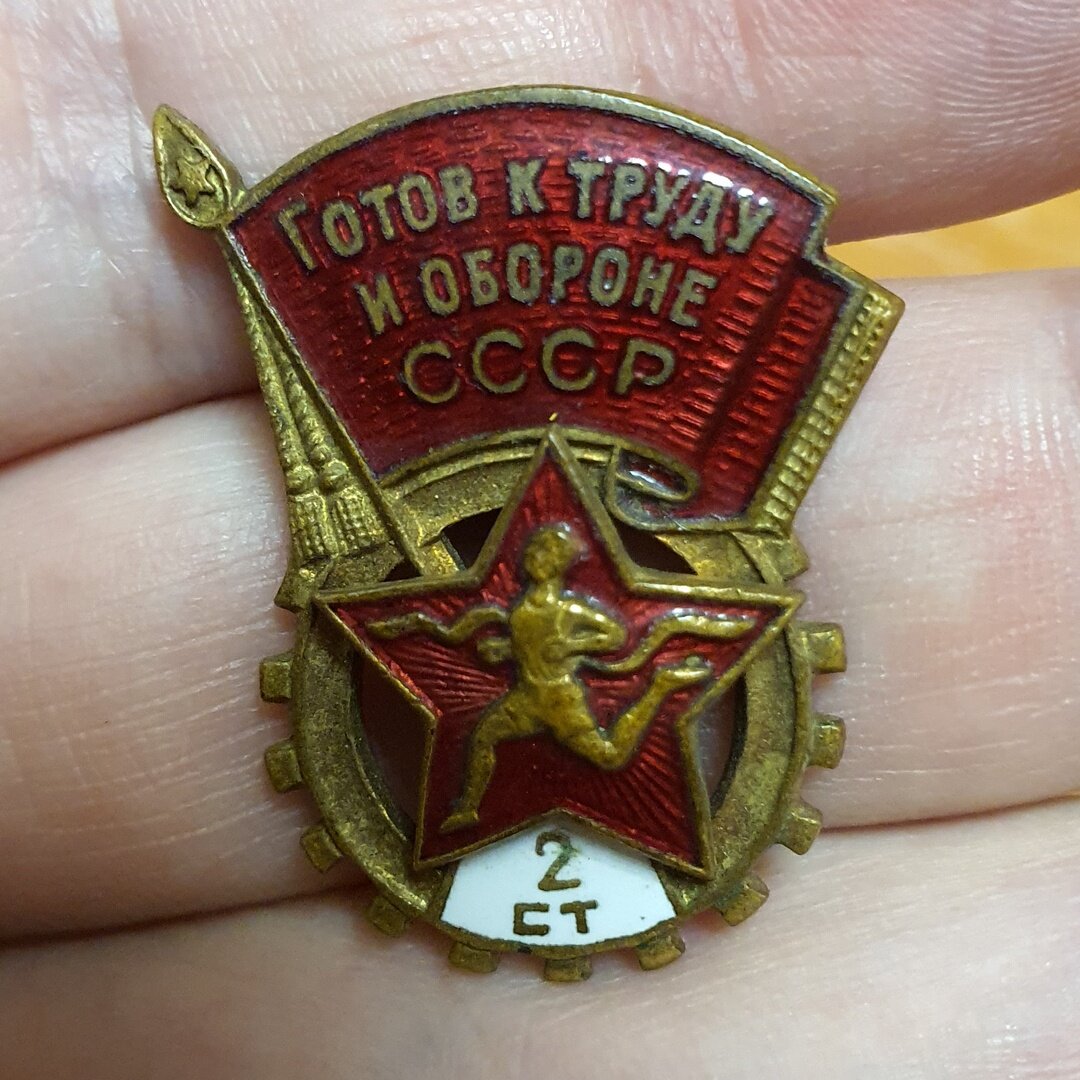 Готов к труду
и обороне
СССР
2
ст